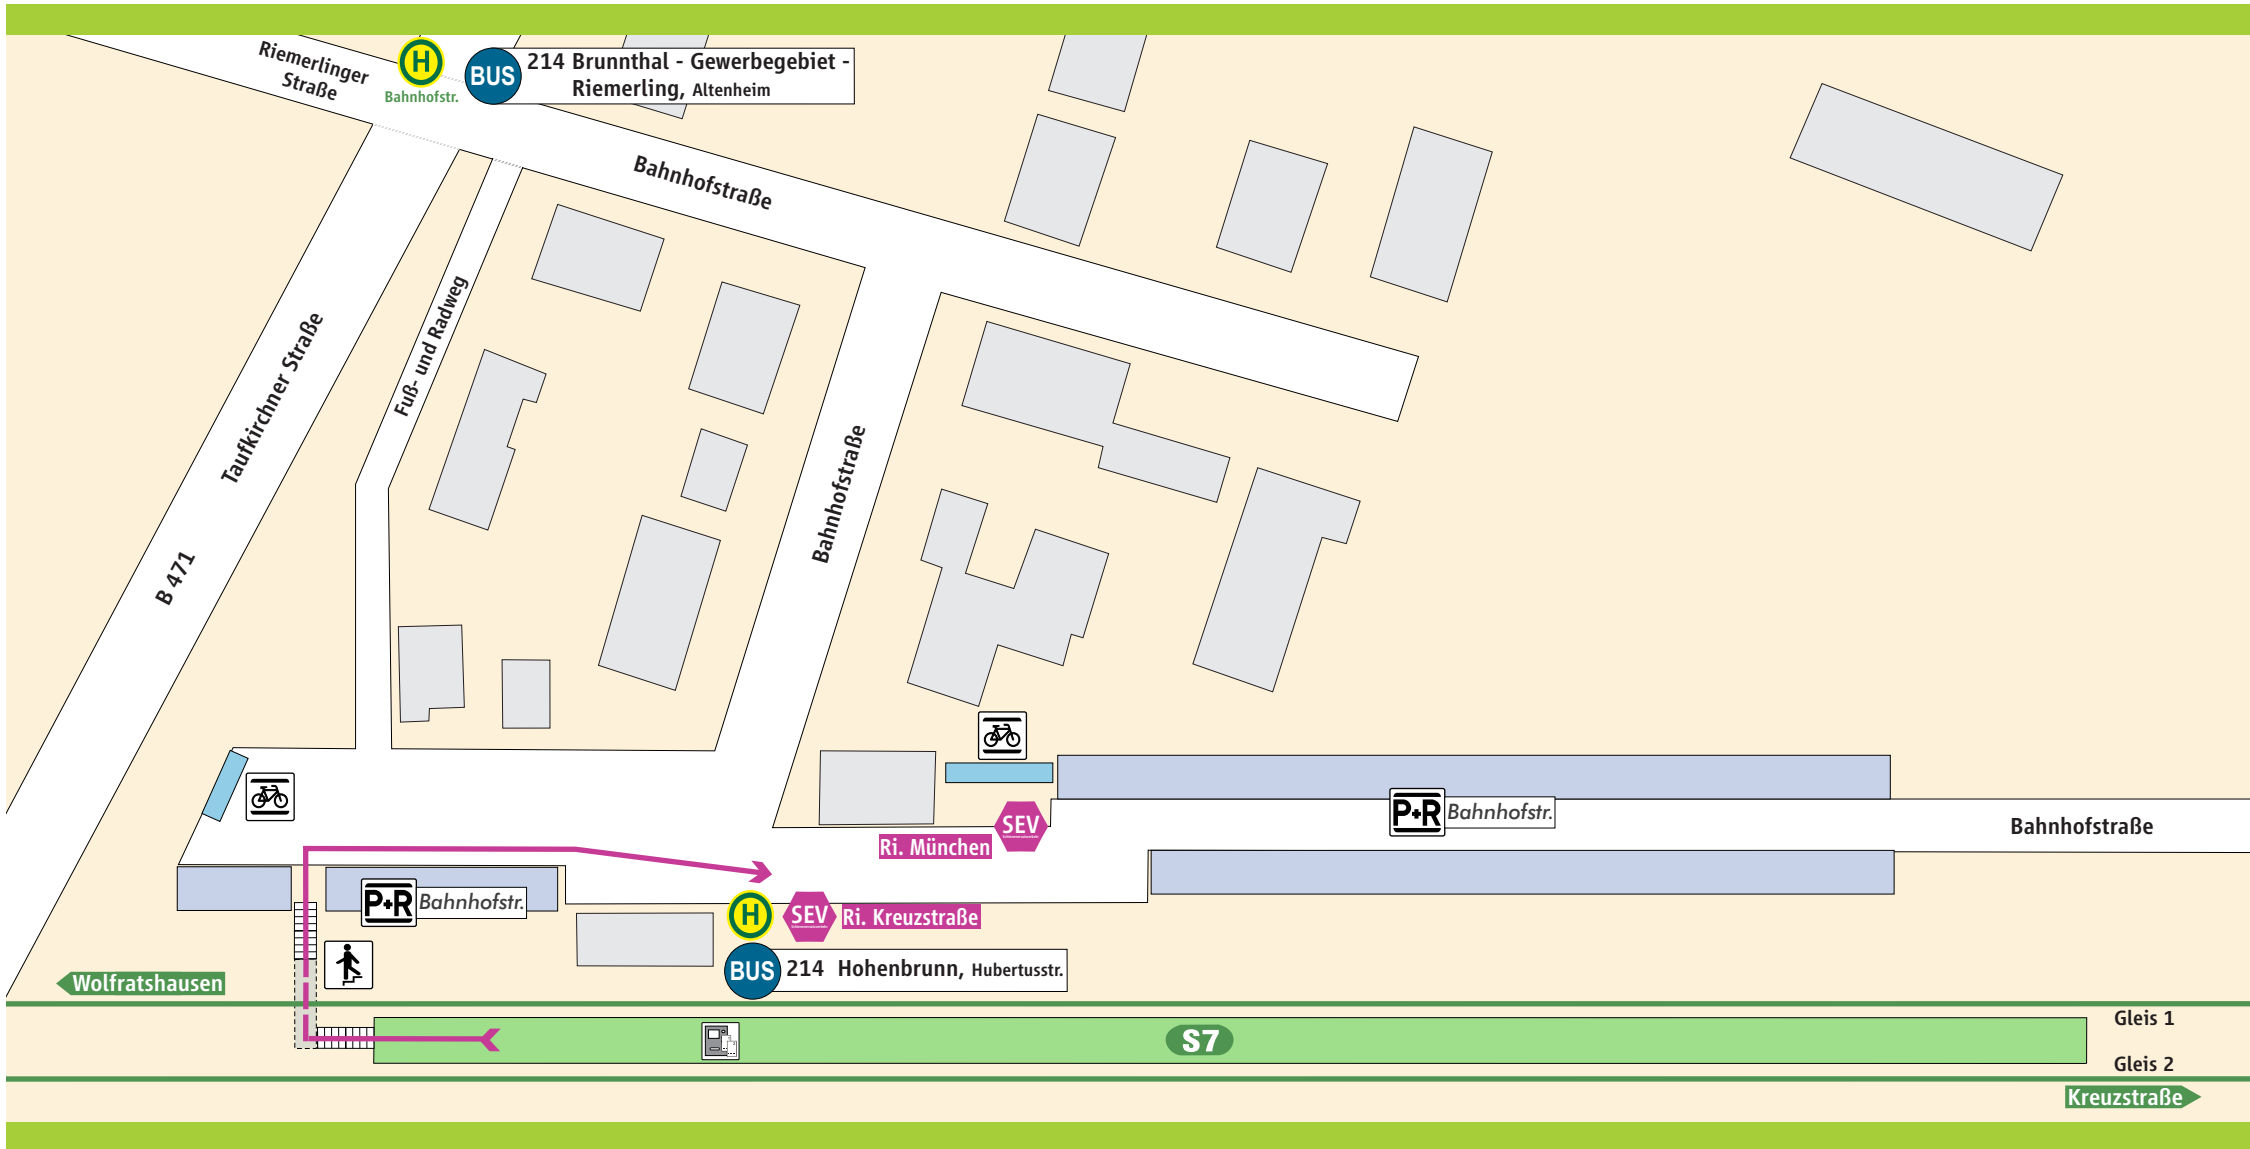 Riemerlinger
Straße
H
Bahnhofstr.
BUS
214 Brunnthal - Gewerbegebiet -
Riemerling, Altenheim
Bahnhofstraße
Fuß- und Radweg
Taufkirchner Straße
B 471
Bahnhofstraße
SEV
Ri. München
P+R
Bahnhofstr.
Bahnhofstraße
P+R
Bahnhofstr.
H
SEV
Ri. Kreuzstraße
BUS
214 Hohenbrunn, Hubertusstr.
Wolfratshausen
S7
Gleis 1
Gleis 2
Kreuzstraße